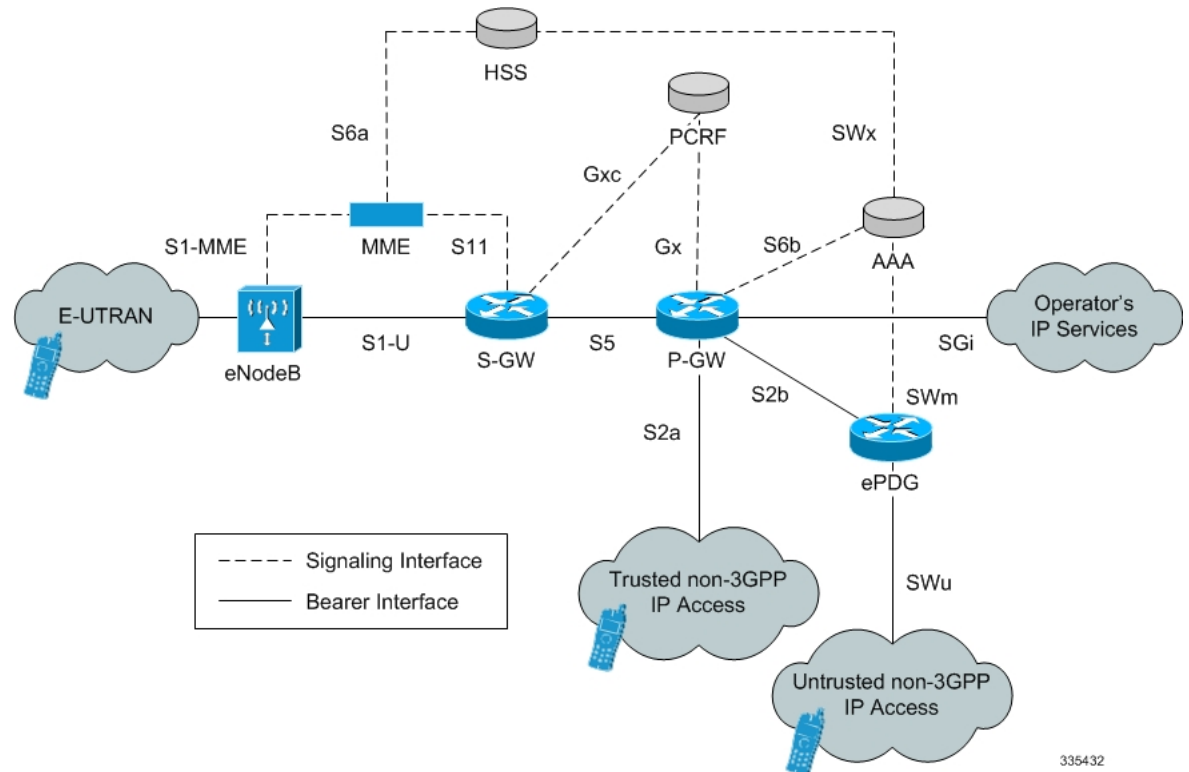 HSS
PCRF
S6a
SWx
Gxc
S1-MME
MME
S11
Gx
S6b
AAA
E-UTRAN
Operator's
IP Services
eNodeB
S1-U
S-GW
S5
P-GW
SGi
S2b
SWm
S2a
ePDG
Signaling Interface
Bearer Interface
Trusted non-3GPP
IP Access
SWu
Untrusted non-3GPP
IP Access
335432